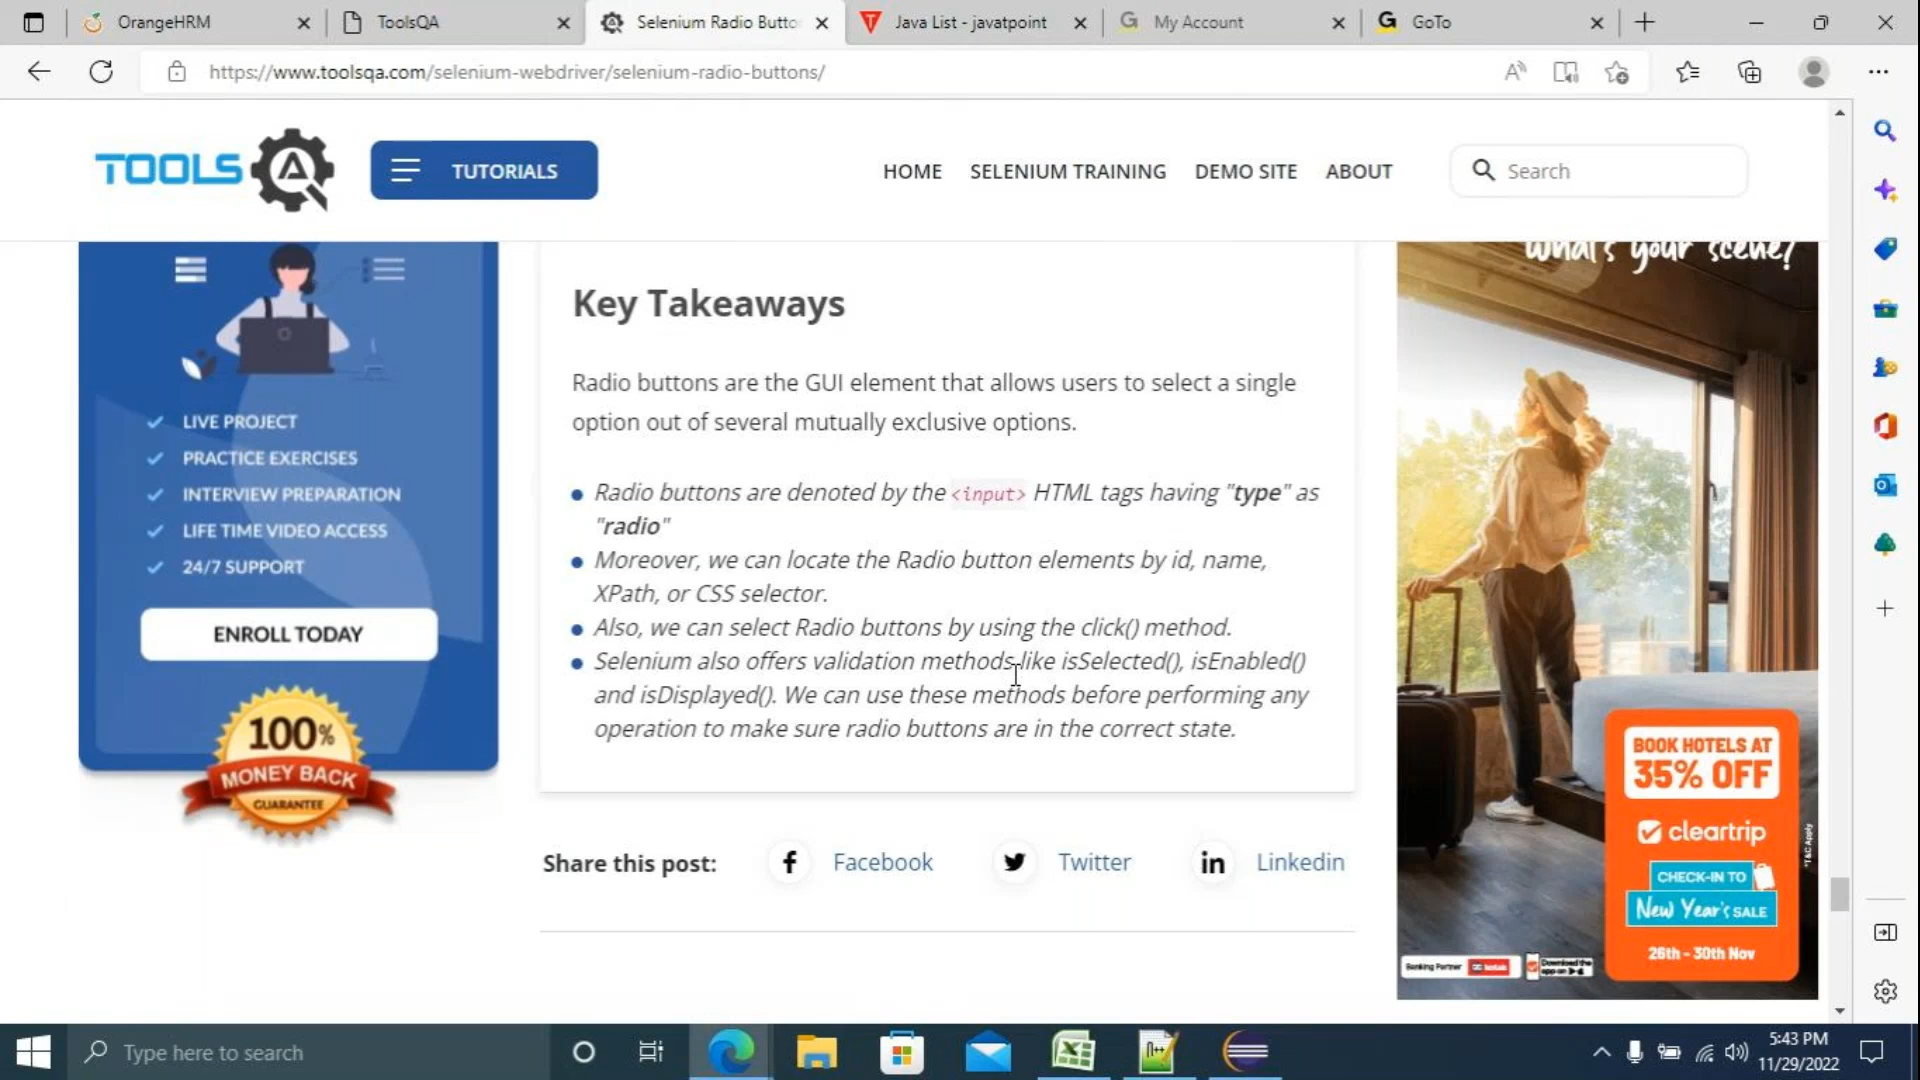 OrangeHRM
ToolsQA
Selenium Radio Butto
Java List - javatpoint
My Account
GoTo
https://www.toolsqa.com/selenium-webdriver/selenium-radio-buttons/
TOOLS QA
TUTORIALS
HOME
SELENIUM TRAINING
DEMO SITE
ABOUT
Search
LIVE PROJECT
PRACTICE EXERCISES
INTERVIEW PREPARATION
LIFE TIME VIDEO ACCESS
24/7 SUPPORT
ENROLL TODAY
100%
MONEY BACK
GUARANTEE
Key Takeaways
Radio buttons are the GUI element that allows users to select a single
option out of several mutually exclusive options.
Radio buttons are denoted by the <input> HTML tags having "type" as
"radio"
Moreover, we can locate the Radio button elements by id, name,
XPath, or CSS selector.
Also, we can select Radio buttons by using the click() method.
Selenium also offers validation methods like isSelected(), isEnabled()
and isDisplayed(). We can use these methods before performing any
operation to make sure radio buttons are in the correct state.
Share this post:
Facebook
Twitter
Linkedin
what's your scene?
BOOK HOTELS AT
35% OFF
cleartrip
CHECK-IN TO
New Year's SALE
26th - 30th Nov
*T&C Apply
Banking Partner
Download the
app on
Type here to search
5:43 PM
11/29/2022